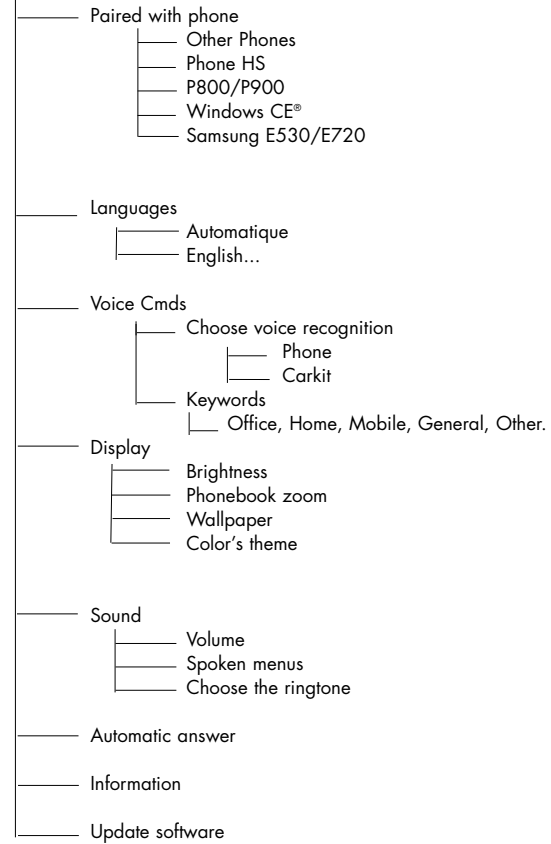 Paired with phone
Other Phones
Phone HS
P800/P900
Windows CE®
Samsung E530/E720
Languages
Automatique
English...
Voice Cmds
Choose voice recognition
Phone
Carkit
Keywords
Office, Home, Mobile, General, Other.
Display
Brightness
Phonebook zoom
Wallpaper
Color's theme
Sound
Volume
Spoken menus
Choose the ringtone
Automatic answer
Information
Update software